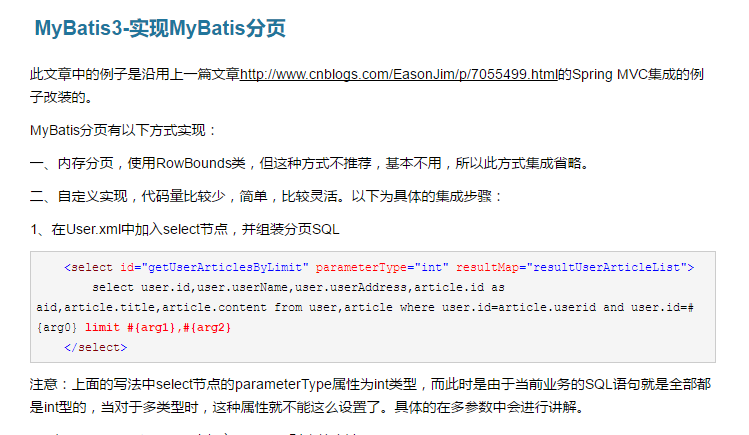 MyBatis3-实现MyBatis分页
此文章中的例子是沿用上一篇文章http://www.cnblogs.com/EasonJim/p/7055499.html的Spring MVC集成的例
子改装的。
MyBatis分页有以下方式实现：
一、内存分页，使用RowBounds类，但这种方式不推荐，基本不用，所以此方式集成省略。
二、自定义实现，代码量比较少，简单，比较灵活。以下为具体的集成步骤：
1、在User.xml中加入select节点，并组装分页SQL
<select id="getUserArticlesByLimit" parameterType="int" resultMap="resultUserArticleList">
select user.id,user.userName,user.userAddress,article.id as
aid,article.title,article.content from user,article where user.id=article.userid and user.id=#
{arg0} limit #{arg1},#{arg2}
</select>
注意：上面的写法中select节点的parameterType属性为int类型，而此时是由于当前业务的SQL语句就是全部都
是int型的，当对于多类型时，这种属性就不能这么设置了。具体的在多参数中会进行讲解。